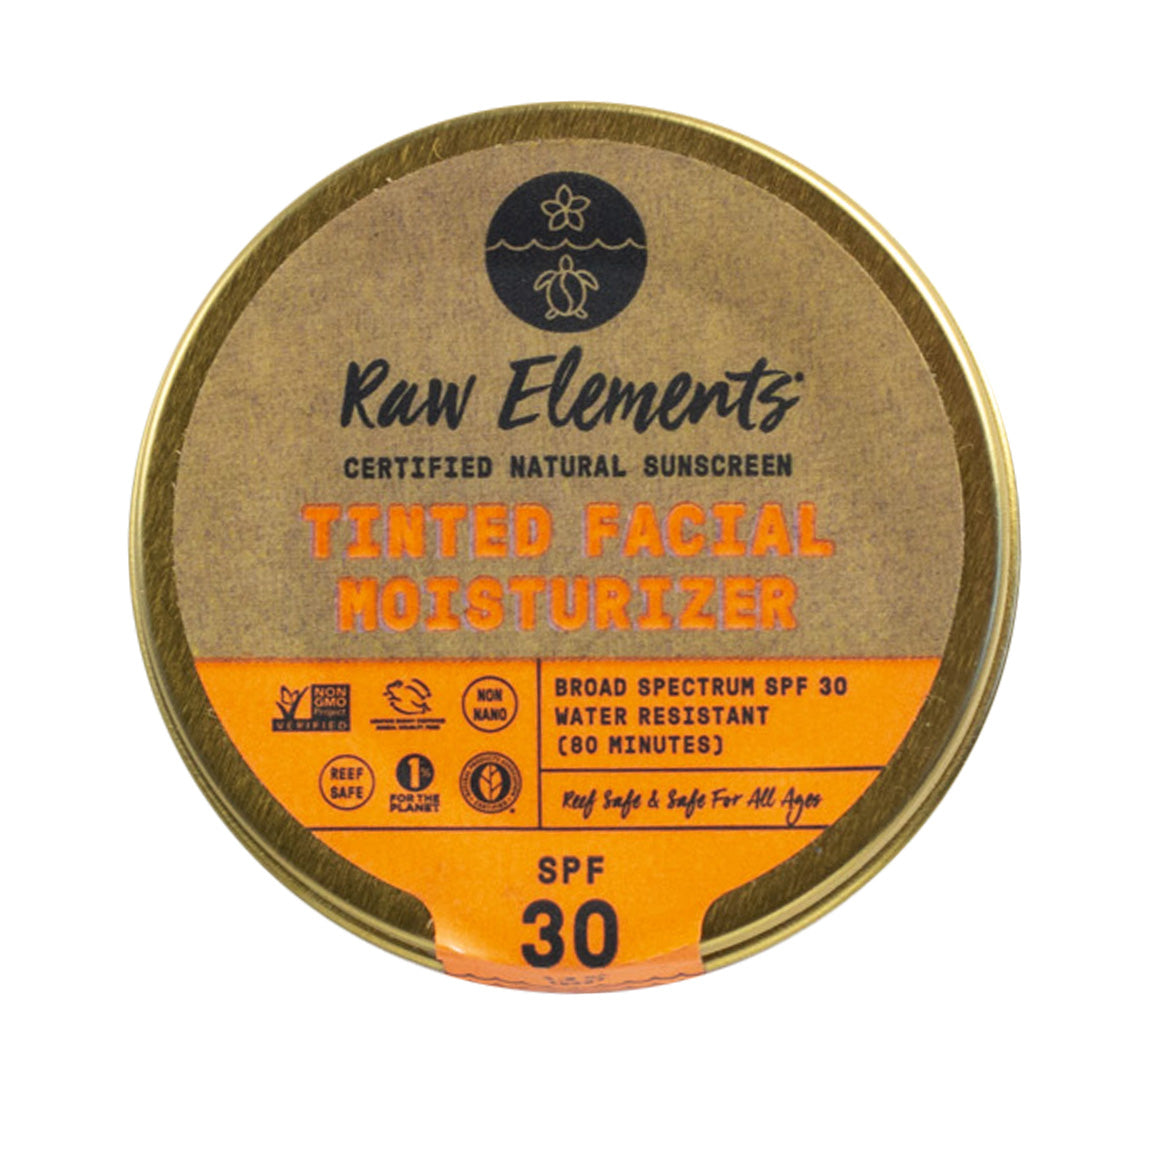 Raw Elements
CERTIFIED NATURAL SUNSCREEN
TINTED FACIAL
MOISTURIZER
NON
GMO
Project
VERIFIED
NON
NANO
REEF
SAFE
1%
FOR THE
PLANET
CERTIFIED
BROAD SPECTRUM SPF 30
WATER RESISTANT
(80 MINUTES)
Reef Safe & Safe For All Ages
SPF
30